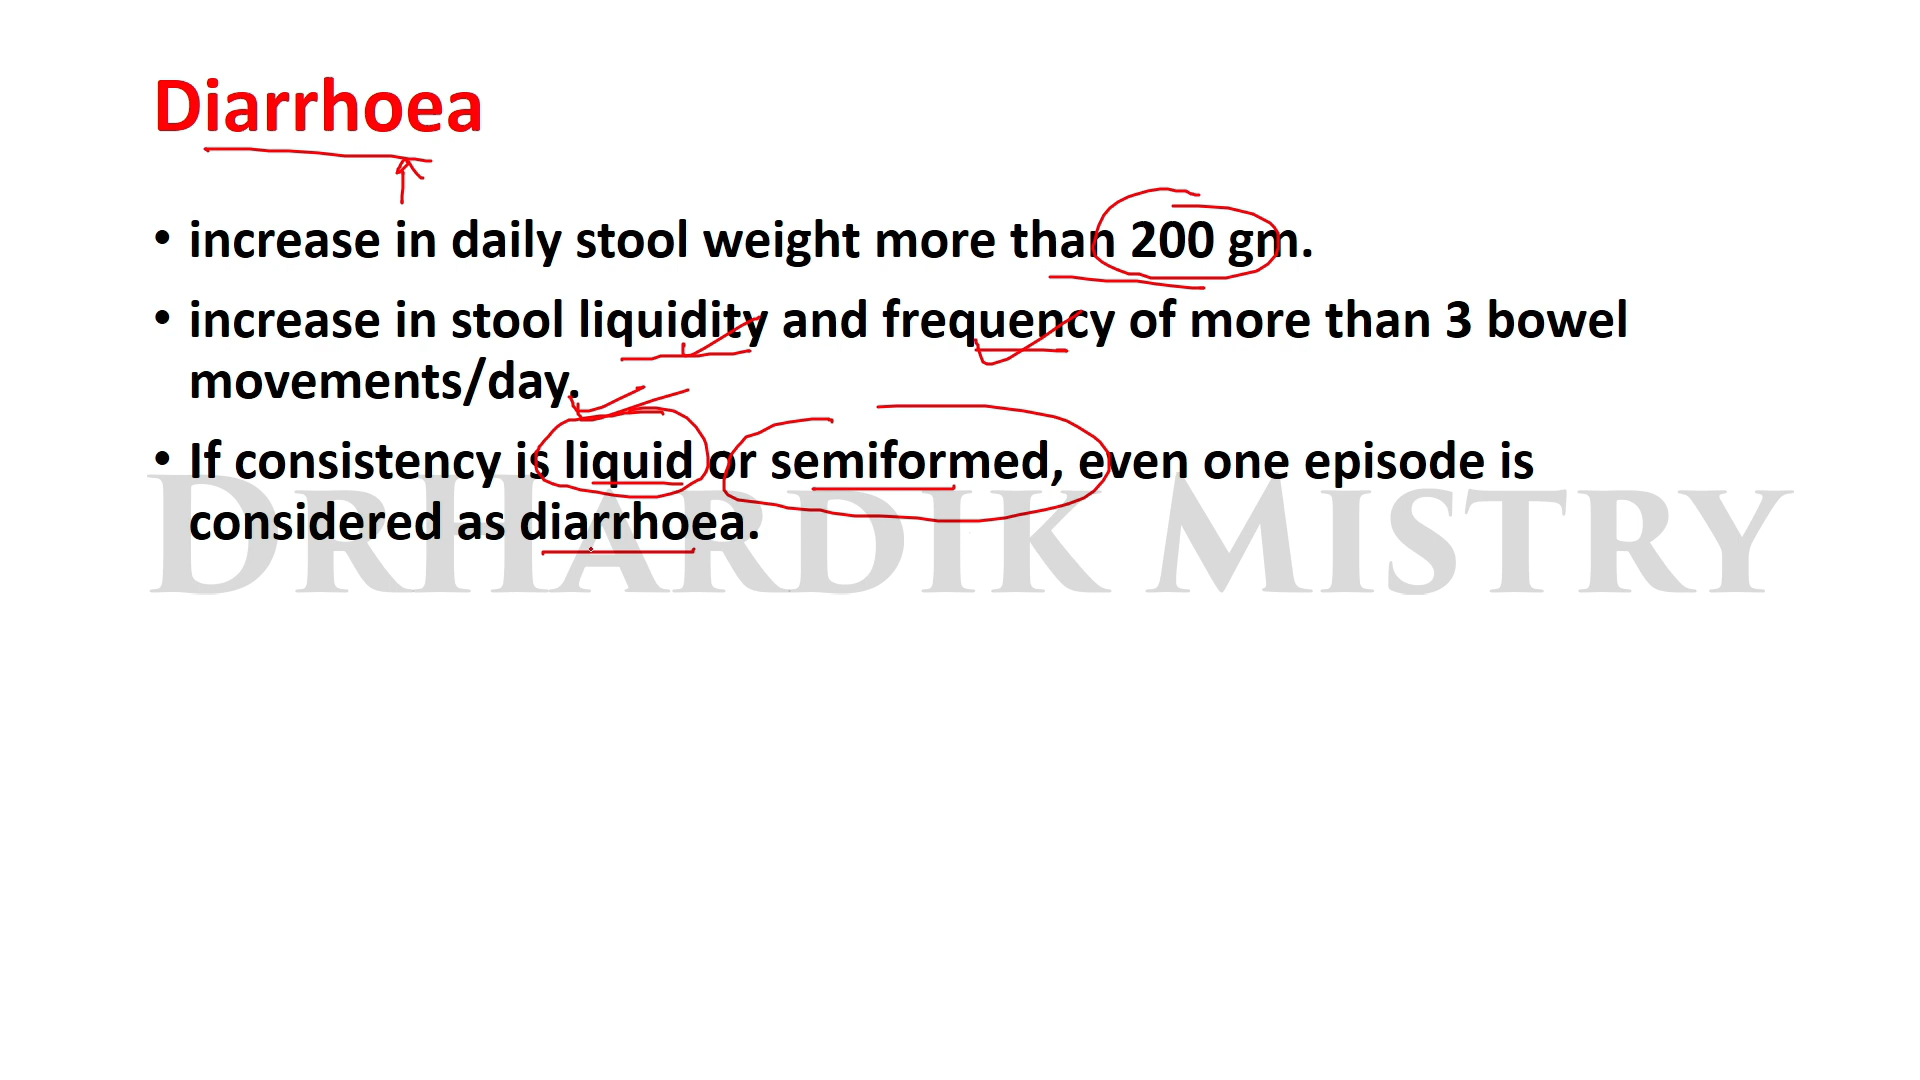 Diarrhoea
• increase in daily stool weight more than 200 gm.
• increase in stool liquidity and frequency of more than 3 bowel
movements/day.
• If consistency is liquid or semiformed, even one episode is
considered as diarrhoea.
DrHardik Mistry